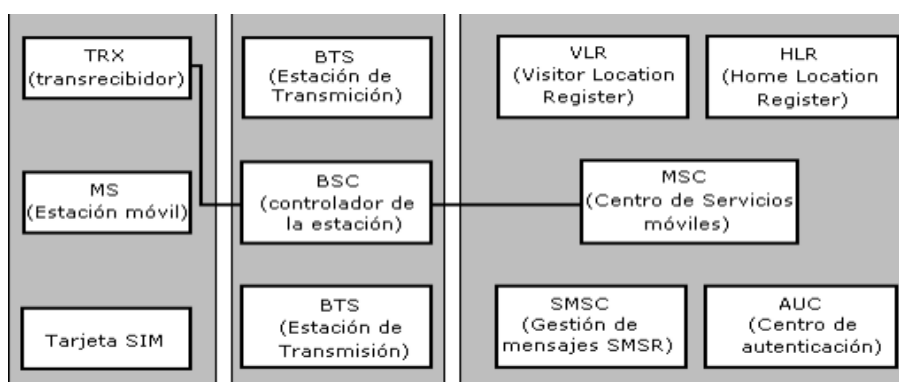 TRX
(transrecibidor)
MS
(Estación móvil)
Tarjeta SIM
BTS
(Estación de
Transmición)
BSC
(controlador de
la estación)
BTS
(Estación de
Transmisión)
VLR
(Visitor Location
Register)
HLR
(Home Location
Register)
MSC
(Centro de Servicios
móviles)
SMSC
(Gestión de
mensajes SMSR)
AUC
(Centro de
autenticación)